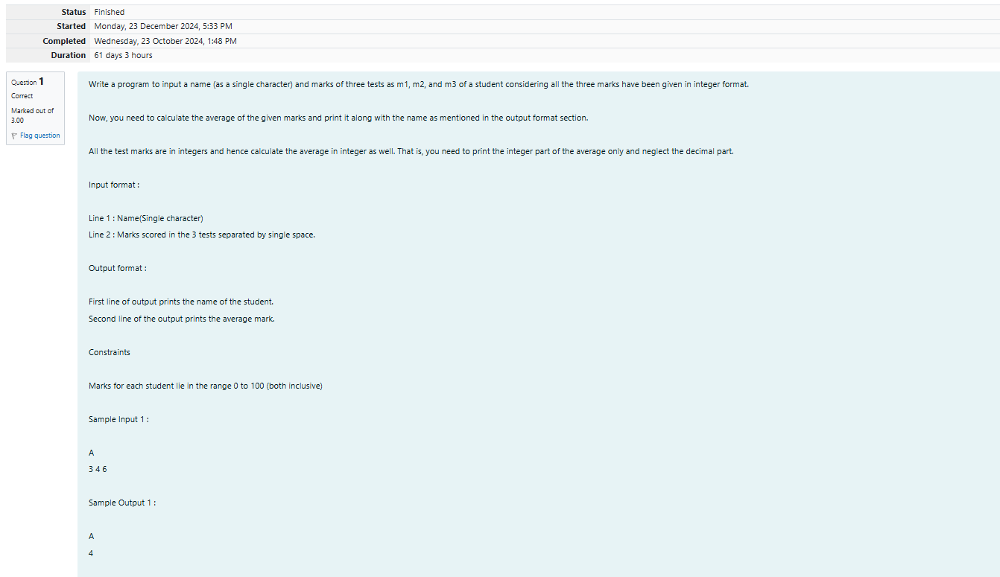 Status Finished
Started Monday, 23 December 2024, 5:33 PM
Completed Wednesday, 23 October 2024, 1:48 PM
Duration 61 days 3 hours
Question 1
Correct
Marked out of
3.00
Flag question
Write a program to input a name (as a single character) and marks of three tests as m1, m2, and m3 of a student considering all the three marks have been given in integer format.
Now, you need to calculate the average of the given marks and print it along with the name as mentioned in the output format section.
All the test marks are in integers and hence calculate the average in integer as well. That is, you need to print the integer part of the average only and neglect the decimal part.
Input format :
Line 1 : Name(Single character)
Line 2 : Marks scored in the 3 tests separated by single space.
Output format :
First line of output prints the name of the student.
Second line of the output prints the average mark.
Constraints
Marks for each student lie in the range 0 to 100 (both inclusive)
Sample Input 1 :
A
3 4 6
Sample Output 1 :
A
4